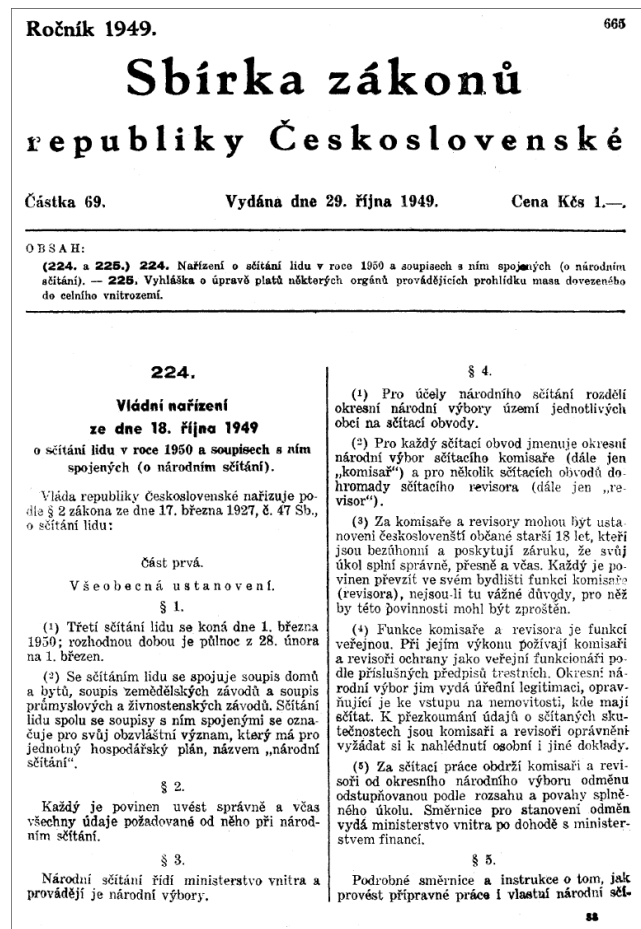 Ročník 1949.
665
Sbírka zákonů
republiky Československé
Částka 69.
Vydána dne 29. října 1949.
Cena Kčs 1.—.
OBSAH:
(224. a 225.) 224. Nařízení o sčítání lidu v roce 1950 a soupisech s ním spojených (o národním
sčítání). — 225. Vyhláška o úpravě platů některých orgánů provádějících prohlídku masa dovezeného
do celního vnitrozemí.
224.
Vládní nařízení
ze dne 18. října 1949
o sčítání lidu v roce 1950 a soupisech s ním
spojených (o národním sčítání).
Vláda republiky Československé nařizuje po-
dle § 2 zákona ze dne 17. března 1927, č. 47 Sb.,
o sčítání lidu:
Část prvá.
Všeobecná ustanovení.
§ 1.
(1) Třetí sčítání lidu se koná dne 1. března
1950; rozhodnou dobou je půlnoc z 28. února
na 1. březen.
(2) Se sčítáním lidu se spojuje soupis domů
a bytů, soupis zemědělských závodů a soupis
průmyslových a živnostenských závodů. Sčítání
lidu spolu se soupisy s ním spojenými se ozna-
čuje pro svůj obzvláštní význam, který má pro
jednotný hospodářský plán, názvem „národní
sčítání“.
§ 2.
Každý je povinen uvést správně a včas
všechny údaje požadované od něho při národ-
ním sčítání.
§ 3.
Národní sčítání řídí ministerstvo vnitra a
provádějí je národní výbory.
§ 4.
(1) Pro účely národního sčítání rozdělí
okresní národní výbory území jednotlivých
obcí na sčítací obvody.
(2) Pro každý sčítací obvod jmenuje okresní
národní výbor sčítacího komisaře (dále jen
„komisař“) a pro několik sčítacích obvodů do-
hromady sčítacího revisora (dále jen „re-
visor“).
(3) Za komisaře a revisory mohou být usta-
noveni českoslovenští občané starší 18 let, kteří
jsou bezúhonní a poskytují záruku, že svůj
úkol splní správně, přesně a včas. Každý je po-
vinen převzít ve svém bydlišti funkci komisaře
(revisora), nejsou-li tu vážné důvody, pro něž
by této povinnosti mohl být zproštěn.
(4) Funkce komisaře a revisora je funkcí
veřejnou. Při jejím výkonu požívají komisaři
a revisoři ochrany jako veřejní funkcionáři po-
dle příslušných předpisů trestních. Okresní ná-
rodní výbor jim vydá úřední legitimaci, oprav-
ňující je ke vstupu na nemovitosti, kde mají
sčítat. K přezkoumání údajů o sčítaných sku-
tečnostech jsou komisaři a revisoři oprávněni
vyžádat si k nahlédnutí osobní i jiné doklady.
(5) Za sčítací práce obdrží komisaři a revi-
soři od okresního národního výboru odměnu
odstupňovanou podle rozsahu a povahy splně-
ného úkolu. Směrnice pro stanovení odměn
vydá ministerstvo vnitra po dohodě s minister-
stvem financí.
§ 5.
Podrobné směrnice a instrukce o tom, jak
provést přípravné práce i vlastní národní sčí-